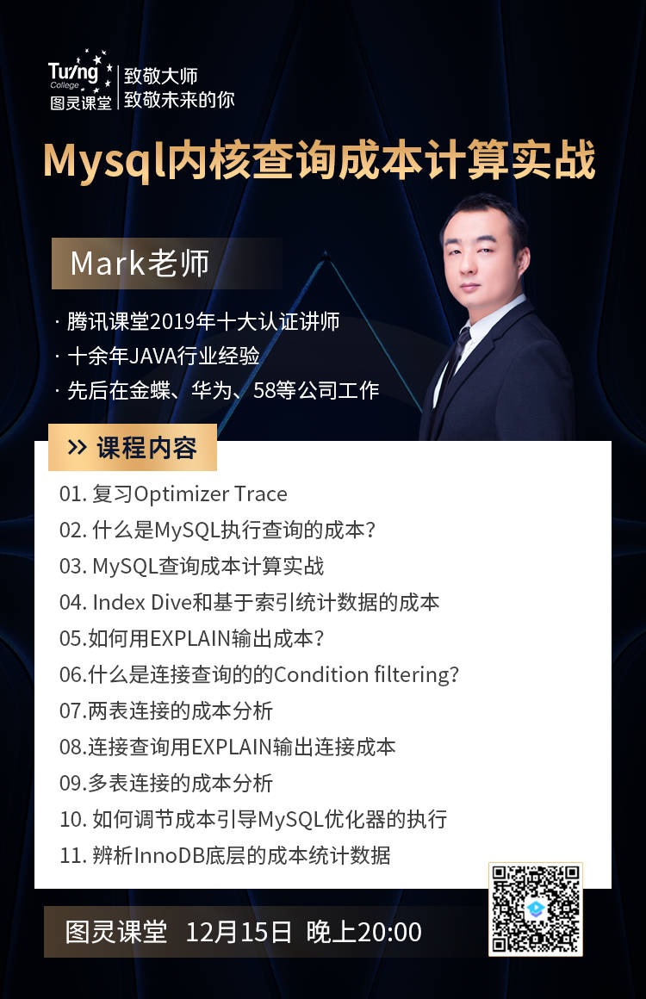 Tuling
College
图灵课堂
致敬大师
致敬未来的你
Mysql内核查询成本计算实战
Mark老师
· 腾讯课堂2019年十大认证讲师
· 十余年JAVA行业经验
· 先后在金蝶、华为、58等公司工作
>> 课程内容
01. 复习Optimizer Trace
02. 什么是MySQL执行查询的成本?
03. MySQL查询成本计算实战
04. Index Dive和基于索引统计数据的成本
05.如何用EXPLAIN输出成本?
06.什么是连接查询的的Condition filtering?
07.两表连接的成本分析
08.连接查询用EXPLAIN输出连接成本
09.多表连接的成本分析
10. 如何调节成本引导MySQL优化器的执行
11. 辨析InnoDB底层的成本统计数据
图灵课堂 12月15日 晚上20:00